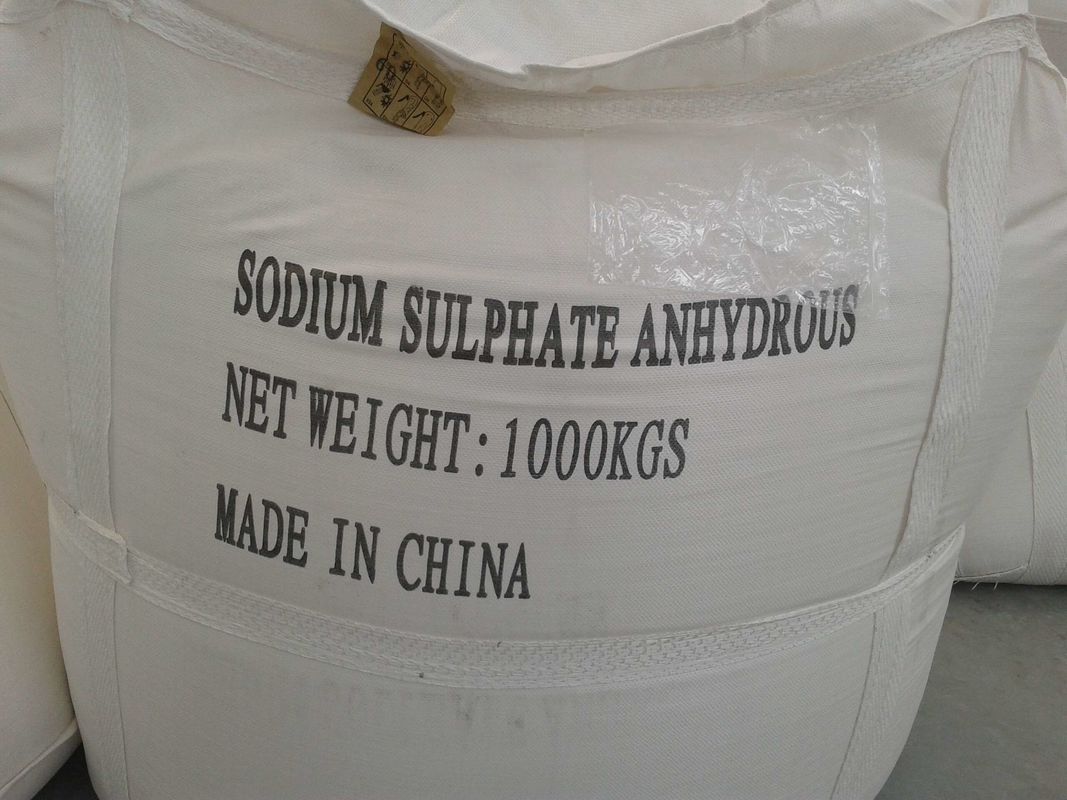 SODIUM SULPHATE ANHYDROUS
NET WEIGHT:1000KGS
MADE IN CHINA